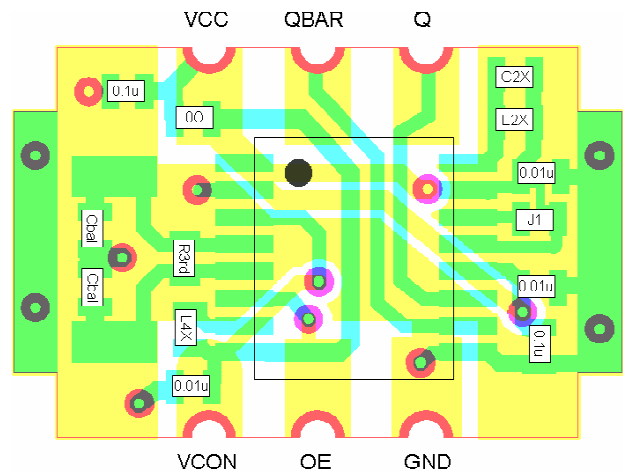 VCC QBAR Q
C2X
0.1u
0Ω
L2X
0.01u
J1
Cbal
R3rd
Cbal
0.01u
L4X
0.1u
0.01u
VCON OE GND